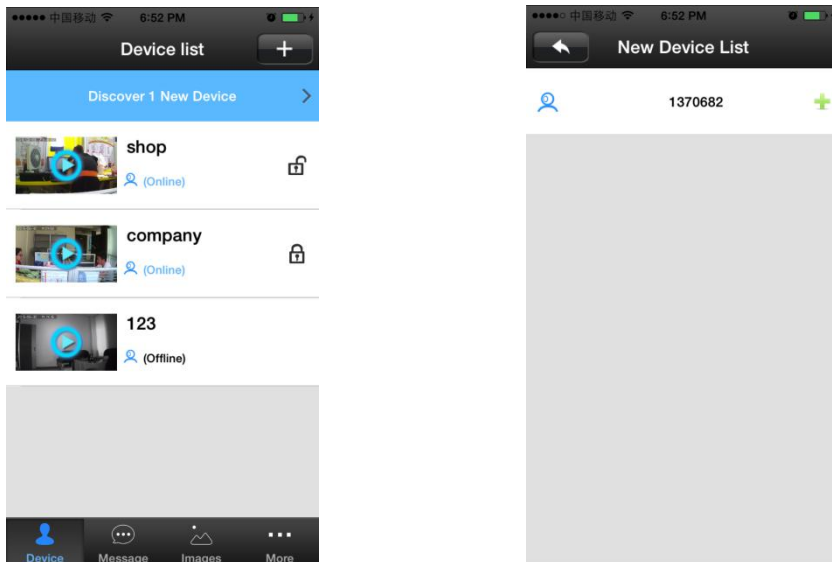 中国移动 6:52 PM
Device list
Discover 1 New Device
shop
(Online)
company
(Online)
123
(Offline)
Device Message Images More
中国移动 6:52 PM
New Device List
1370682